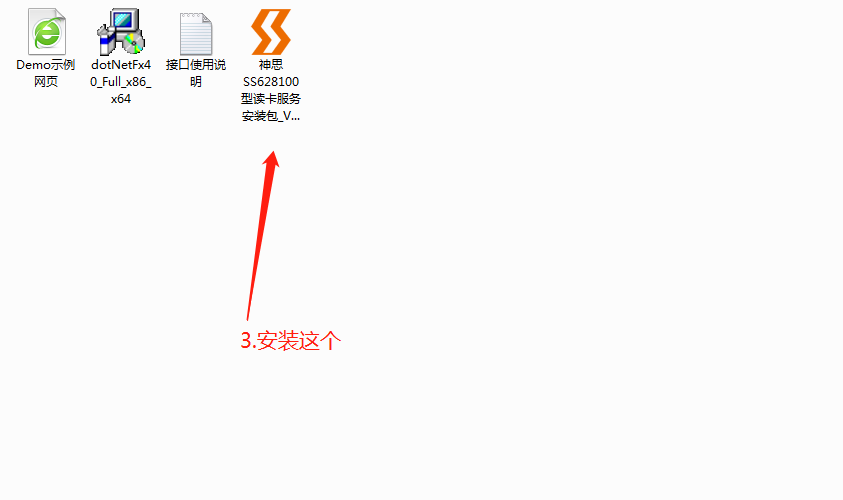 Demo示例
网页
dotNetFx4
0_Full_x86_
x64
接口使用说
明
神思
SS628100
型读卡服务
安装包_V...
3.安装这个